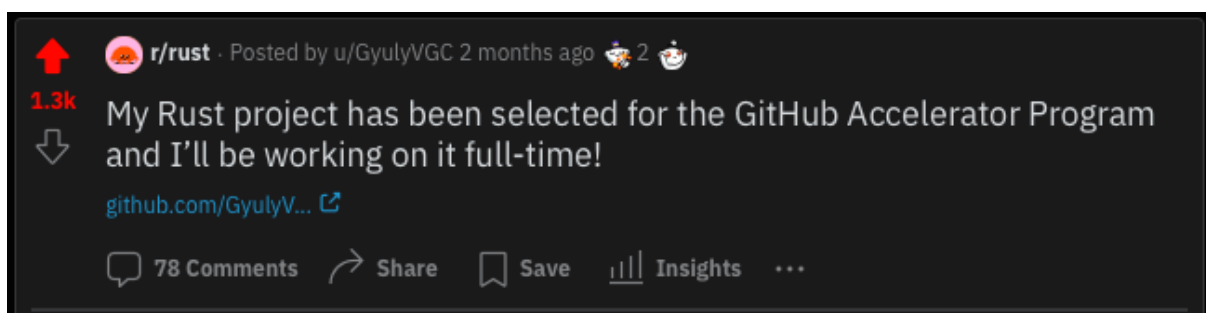 r/rust · Posted by u/GyulyVGC 2 months ago 2
1.3k
My Rust project has been selected for the GitHub Accelerator Program
and I’ll be working on it full-time!
github.com/GyulyV...
78 Comments Share Save Insights ...